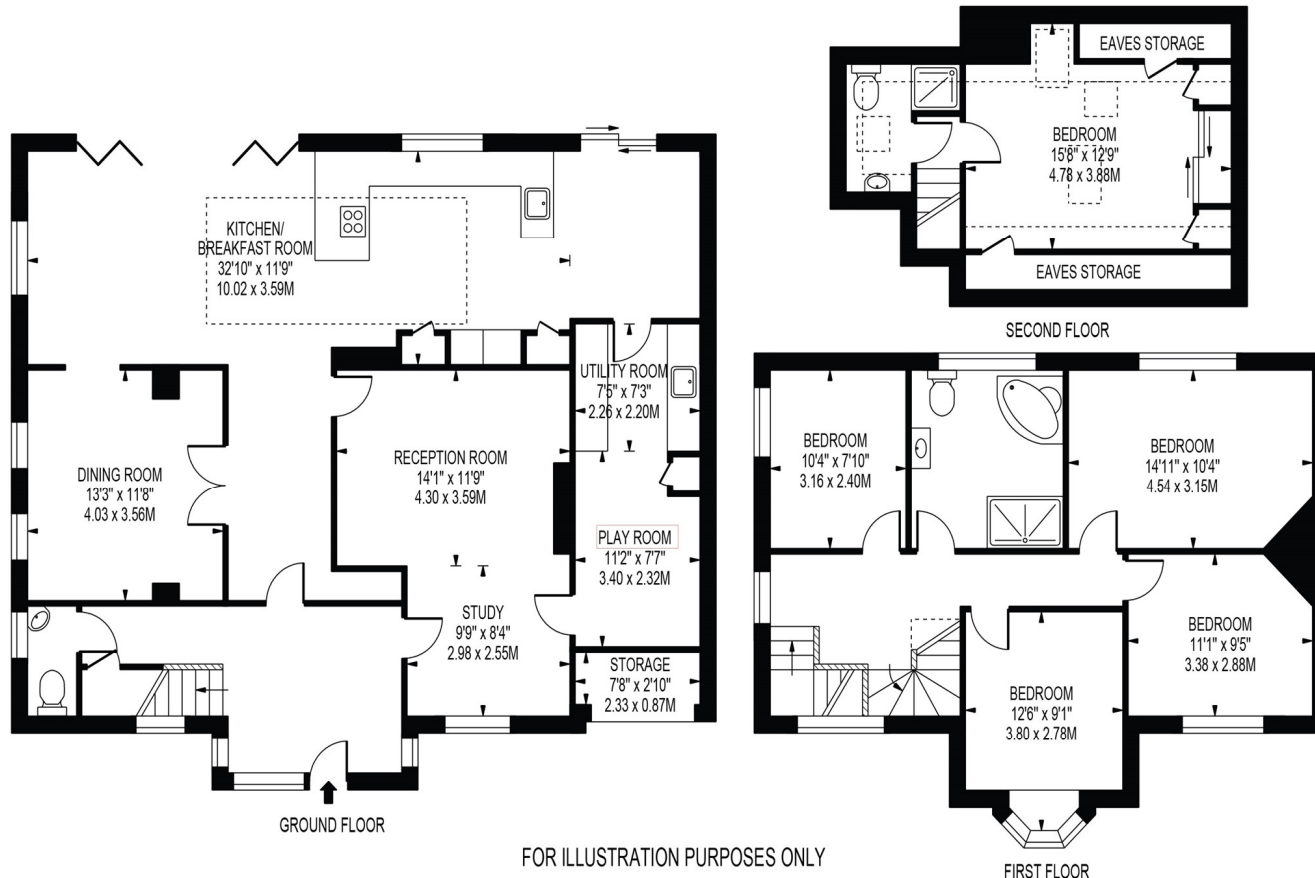 KITCHEN/
BREAKFAST ROOM
32'10" x 11'9"
10.02 x 3.59M
UTILITY ROOM
7'5" x 7'3"
2.26 x 2.20M
DINING ROOM
13'3" x 11'8"
4.03 x 3.56M
RECEPTION ROOM
14'1" x 11'9"
4.30 x 3.59M
PLAY ROOM
11'2" x 7'7"
3.40 x 2.32M
STUDY
9'9" x 8'4"
2.98 x 2.55M
STORAGE
7'8" x 2'10"
2.33 x 0.87M
GROUND FLOOR
EAVES STORAGE
BEDROOM
15'8" x 12'9"
4.78 x 3.88M
EAVES STORAGE
SECOND FLOOR
BEDROOM
10'4" x 7'10"
3.16 x 2.40M
BEDROOM
14'11" x 10'4"
4.54 x 3.15M
BEDROOM
11'1" x 9'5"
3.38 x 2.88M
BEDROOM
12'6" x 9'1"
3.80 x 2.78M
FIRST FLOOR
FOR ILLUSTRATION PURPOSES ONLY